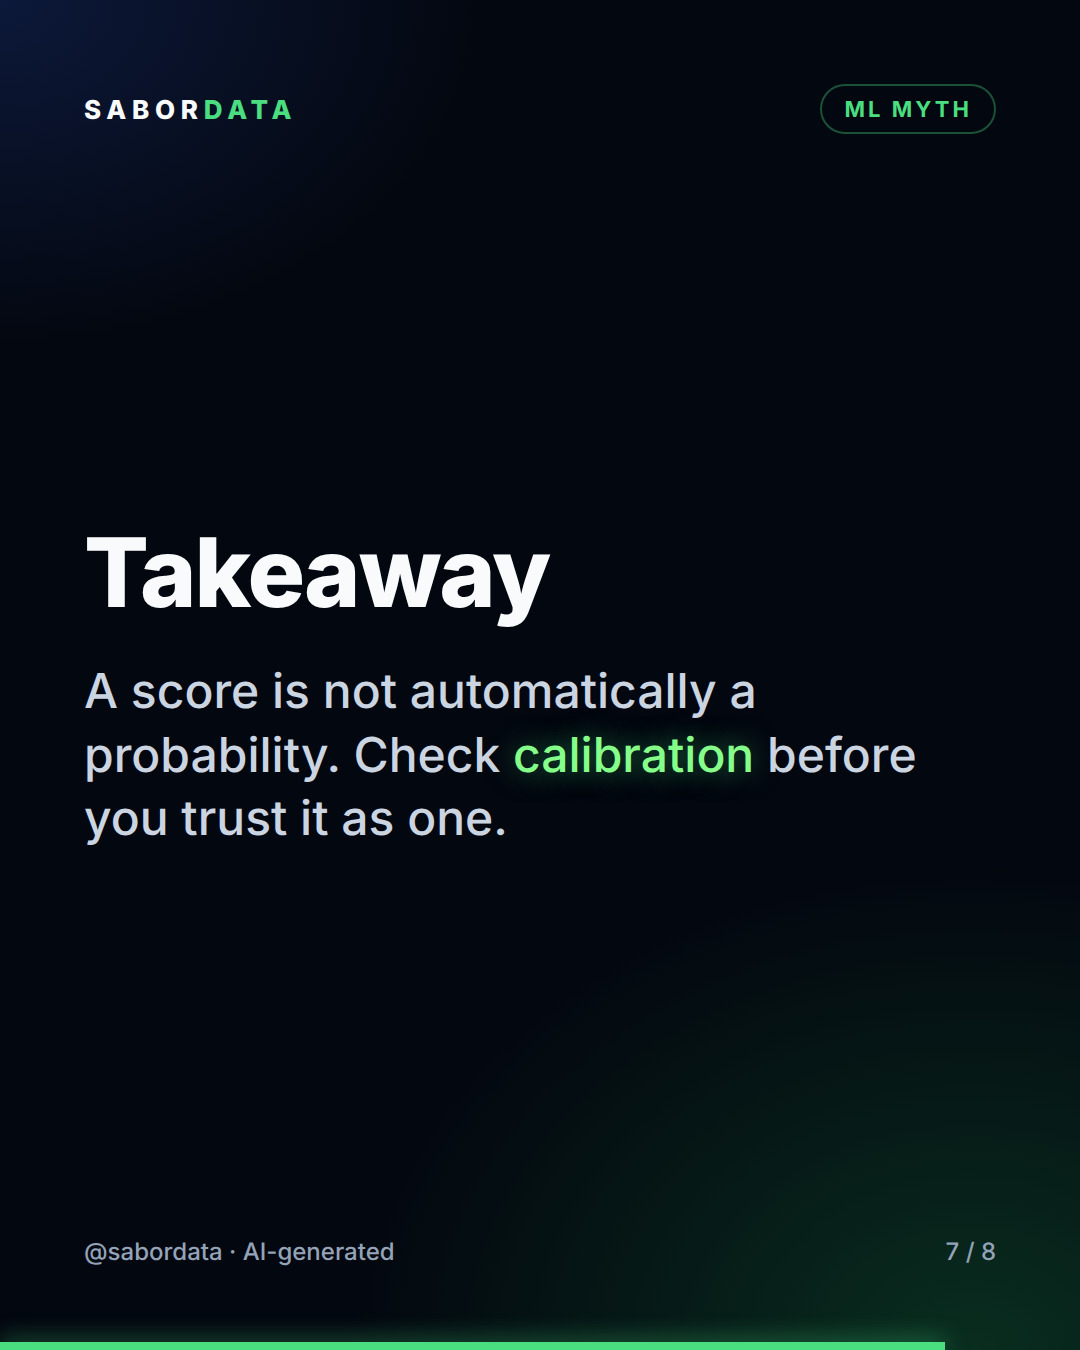 SABORDATA
ML MYTH
Takeaway
A score is not automatically a
probability. Check calibration before
you trust it as one.
@sabordata · AI-generated
7 / 8